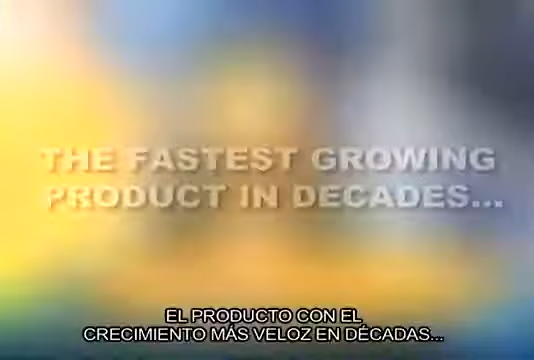 THE FASTEST GROWING
PRODUCT IN DECADES...
EL PRODUCTO CON EL
CRECIMIENTO MÁS VELOZ EN DÉCADAS...